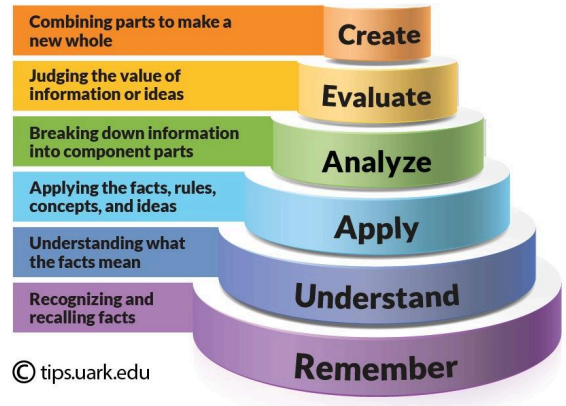 Combining parts to make a
new whole
Create
Judging the value of
information or ideas
Evaluate
Breaking down information
into component parts
Analyze
Applying the facts, rules,
concepts, and ideas
Apply
Understanding what
the facts mean
Understand
Recognizing and
recalling facts
Remember
© tips.uark.edu